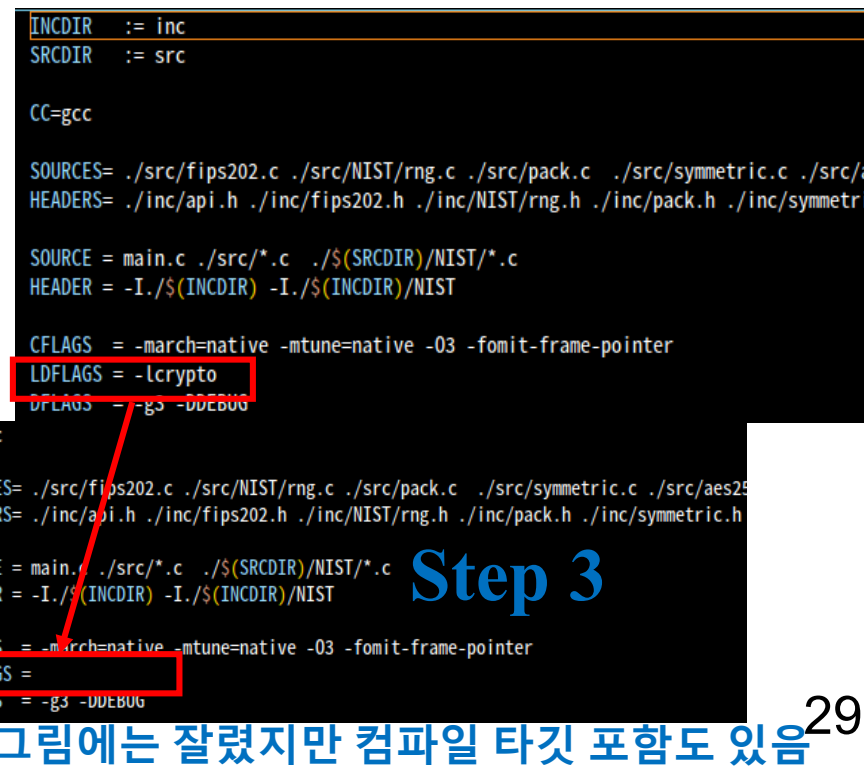 INCDIR := inc
SRCDIR := src
CC=gcc
SOURCES= ./src/fips202.c ./src/NIST/rng.c ./src/pack.c ./src/symmetric.c ./src/a
HEADERS= ./inc/api.h ./inc/fips202.h ./inc/NIST/rng.h ./inc/pack.h ./inc/symmetri
SOURCE = main.c ./src/*.c ./$(SRCDIR)/NIST/*.c
HEADER = -I./$(INCDIR) -I./$(INCDIR)/NIST
CFLAGS = -march=native -mtune=native -O3 -fomit-frame-pointer
LDFLAGS = -lcrypto
DFLAGS = -g3 -DDEBUG
ES= ./src/fips202.c ./src/NIST/rng.c ./src/pack.c ./src/symmetric.c ./src/aes25
RS= ./inc/api.h ./inc/fips202.h ./inc/NIST/rng.h ./inc/pack.h ./inc/symmetric.h
E = main.c ./src/*.c ./$(SRCDIR)/NIST/*.c
R = -I./$(INCDIR) -I./$(INCDIR)/NIST
Step 3
S = -march=native -mtune=native -O3 -fomit-frame-pointer
GS =
S = -g3 -DDEBUG
그림에는 잘렸지만 컴파일 타깃 포함도 있음
29